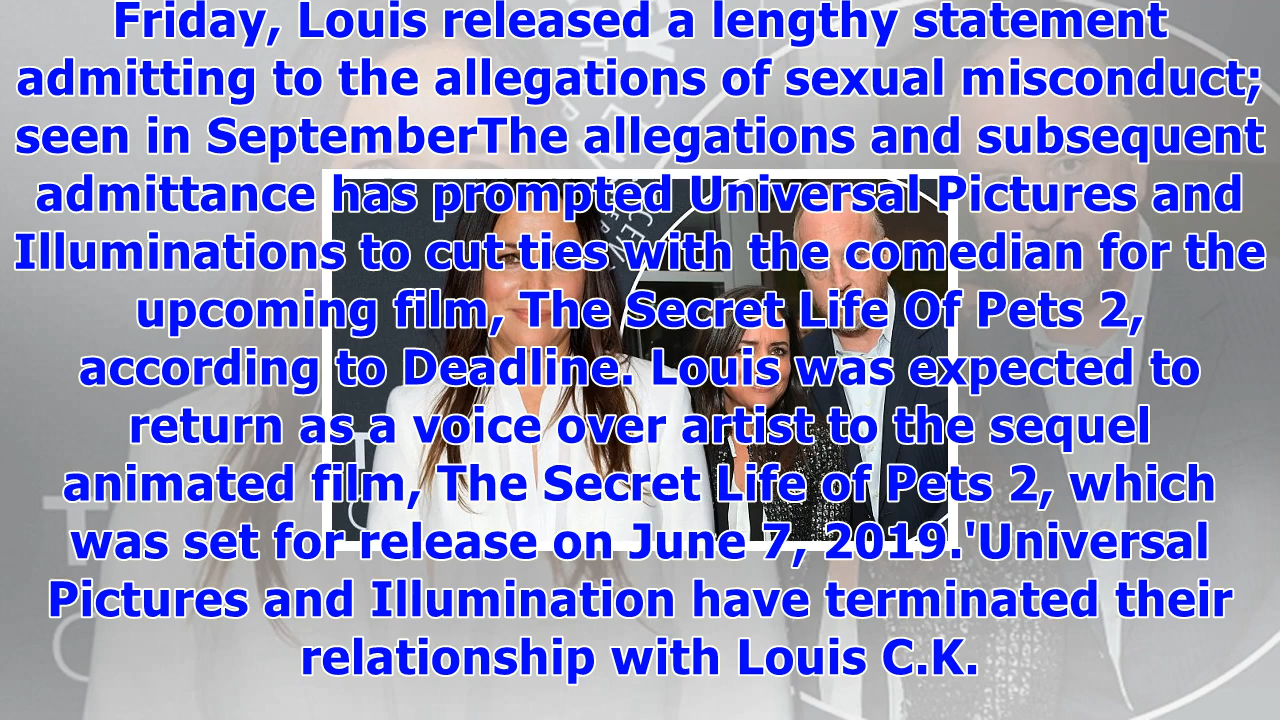 Friday, Louis released a lengthy statement
admitting to the allegations of sexual misconduct;
seen in SeptemberThe allegations and subsequent
admittance has prompted Universal Pictures and
Illuminations to cut ties with the comedian for the
upcoming film, The Secret Life Of Pets 2,
according to Deadline. Louis was expected to
return as a voice over artist to the sequel
animated film, The Secret Life of Pets 2, which
was set for release on June 7, 2019.'Universal
Pictures and Illumination have terminated their
relationship with Louis C.K.